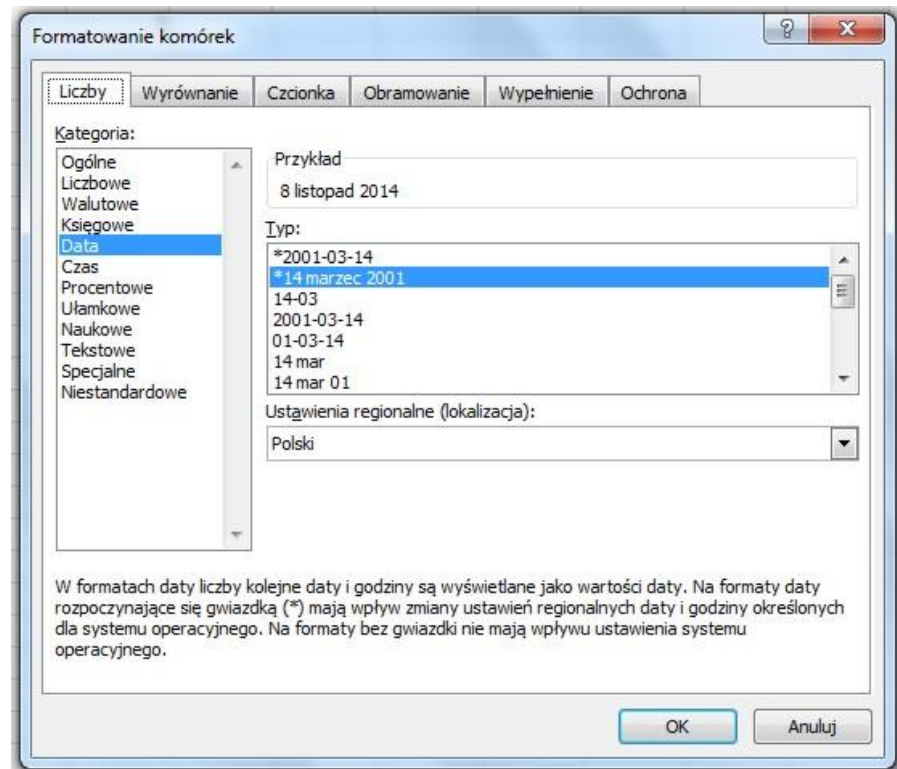 Formatowanie komórek
Liczby Wyrównanie Czcionka Obramowanie Wypełnienie Ochrona
Kategoria:
Ogólne
Liczbowe
Walutowe
Księgowe
Data
Czas
Procentowe
Ułamkowe
Naukowe
Tekstowe
Specjalne
Niestandardowe
Przykład
8 listopad 2014
Typ:
*2001-03-14
*14 marzec 2001
14-03
2001-03-14
01-03-14
14 mar
14 mar 01
Ustawienia regionalne (lokalizacja):
Polski
W formatach daty liczby kolejne daty i godziny są wyświetlane jako wartości daty. Na formaty daty
rozpoczynające się gwiazdką (*) mają wpływ zmiany ustawień regionalnych daty i godziny określonych
dla systemu operacyjnego. Na formaty bez gwiazdki nie mają wpływu ustawienia systemu
operacyjnego.
OK Anuluj